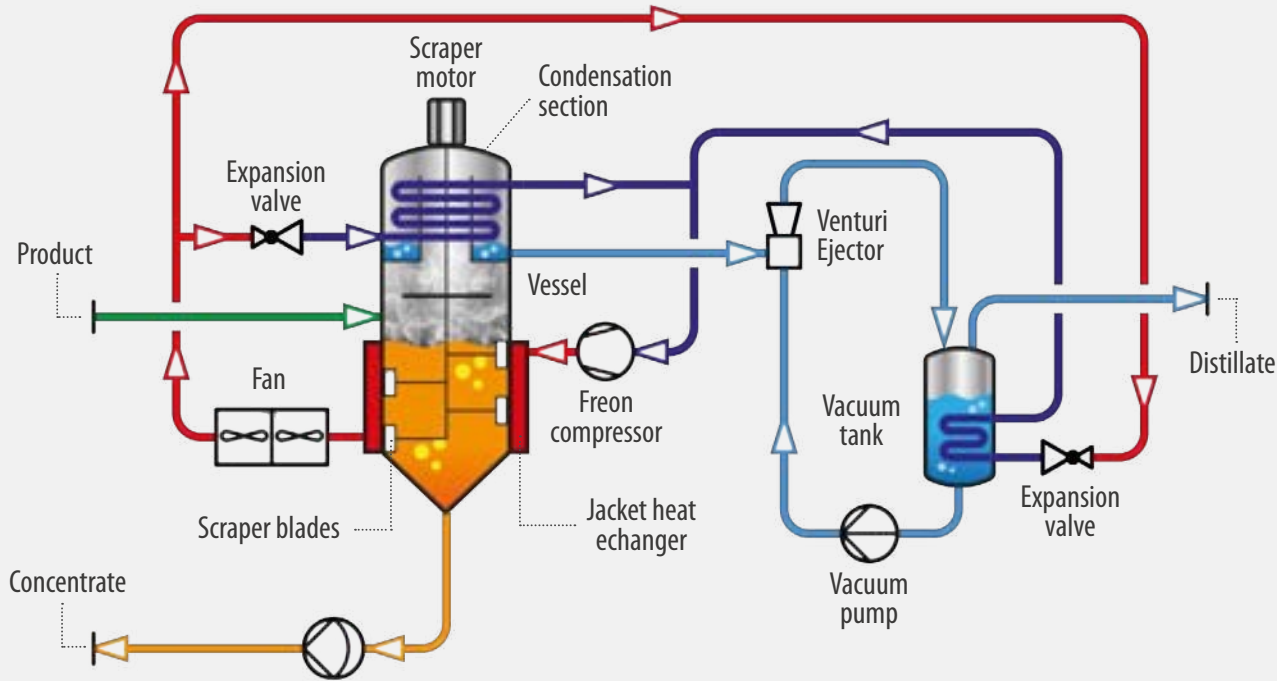 Scraper
motor
Condensation
section
Expansion
valve
Product
Venturi
Ejector
Vessel
Fan
Freon
compressor
Vacuum
tank
Distillate
Expansion
valve
Scraper blades
Jacket heat
echanger
Vacuum
pump
Concentrate